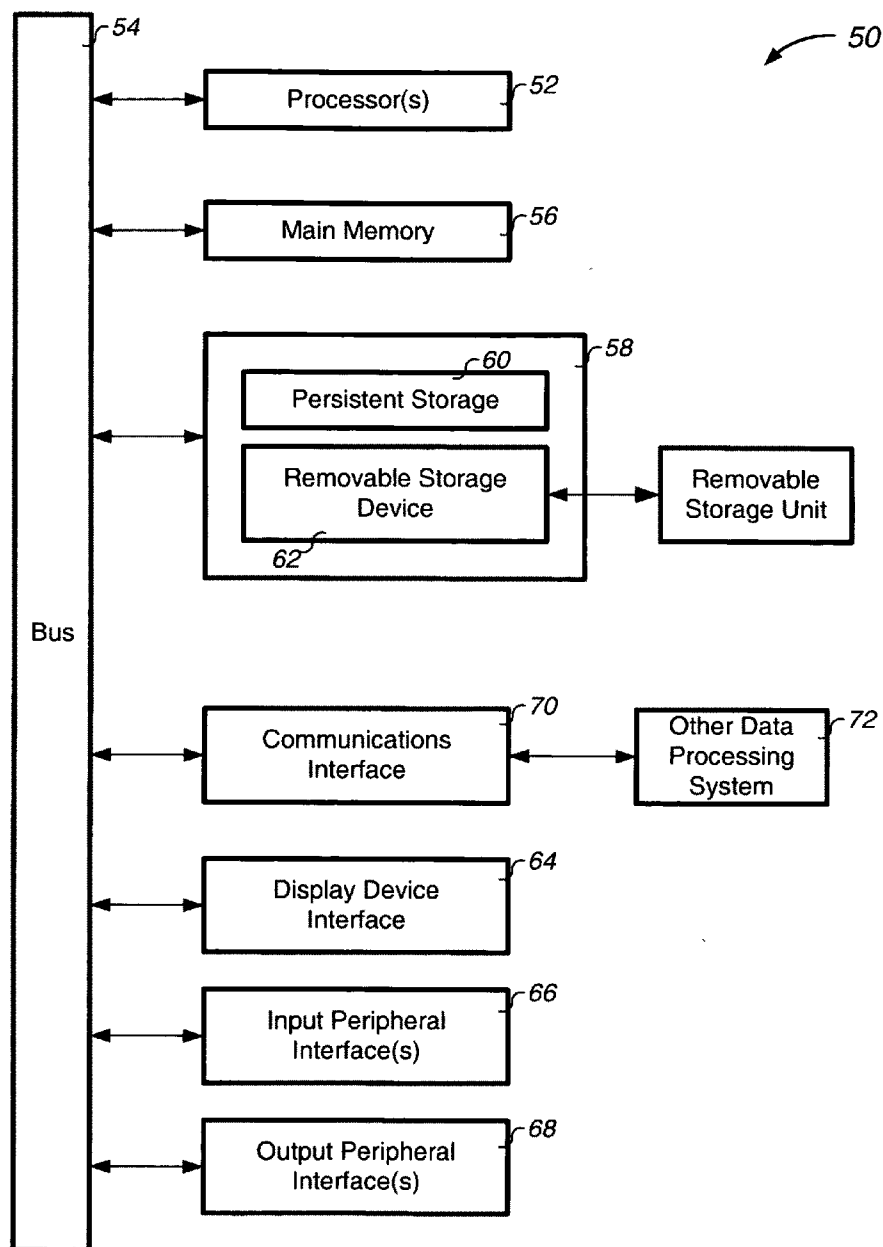 54
50
52
Processor(s)
56
Main Memory
58
60
Persistent Storage
Removable Storage
Device
62
Removable
Storage Unit
Bus
70
Communications
Interface
72
Other Data
Processing
System
64
Display Device
Interface
66
Input Peripheral
Interface(s)
68
Output Peripheral
Interface(s)